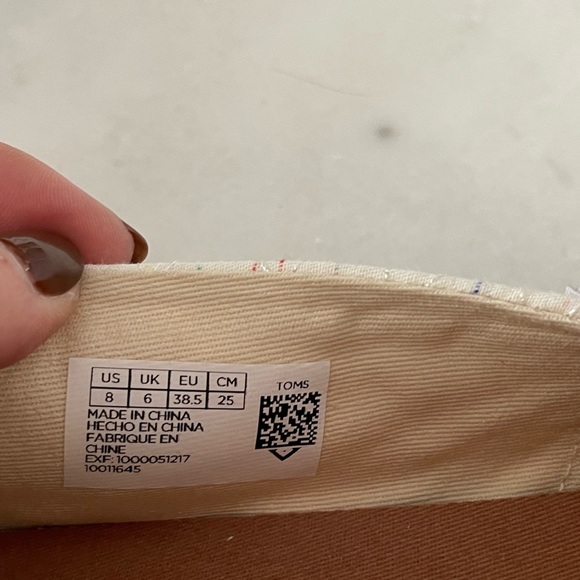 US UK EU CM
8 6 38.5 25
TOMS
MADE IN CHINA
HECHO EN CHINA
FABRIQUE EN
CHINE
EXF: 1000051217
10011645